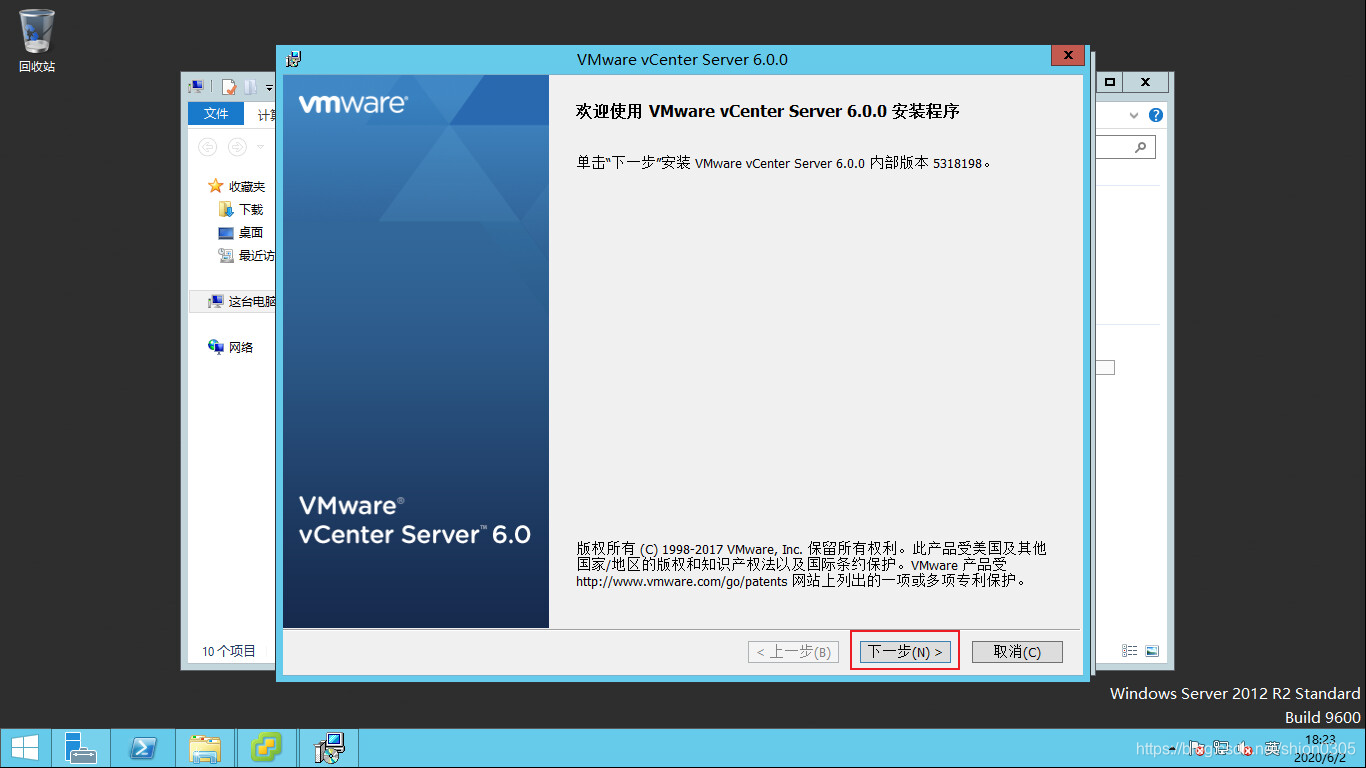 回收站
VMware vCenter Server 6.0.0
文件
收藏夹
下载
桌面
最近访
这台电脑
网络
10 个项目
vmware®
VMware®
vCenter Server™ 6.0
欢迎使用 VMware vCenter Server 6.0.0 安装程序
单击“下一步”安装 VMware vCenter Server 6.0.0 内部版本 5318198。
版权所有 (C) 1998-2017 VMware, Inc. 保留所有权利。此产品受美国及其他
国家/地区的版权和知识产权法以及国际条约保护。VMware 产品受
http://www.vmware.com/go/patents 网站上列出的一项或多项专利保护。
< 上一步(B)
下一步(N) >
取消(C)
Windows Server 2012 R2 Standard
Build 9600
英
18:23
2020/6/2